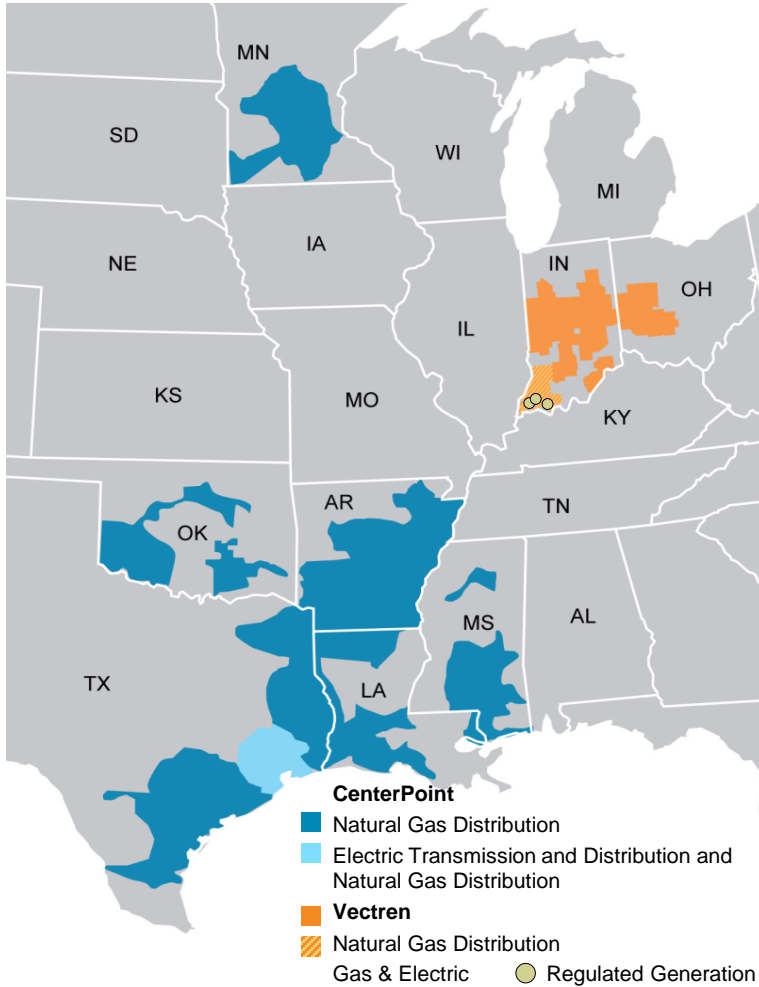 MN
SD
WI
MI
IA
NE
IN
OH
IL
KS
MO
KY
AR
TN
OK
MS
AL
TX
LA
CenterPoint
Natural Gas Distribution
Electric Transmission and Distribution and
Natural Gas Distribution
Vectren
Natural Gas Distribution
Gas & Electric
Regulated Generation